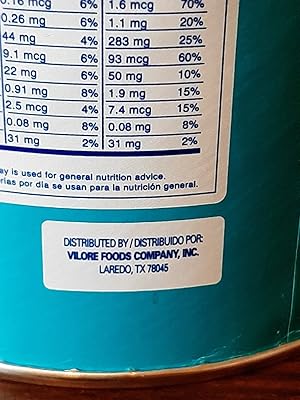 0.16 mcg 6% 1.6 mcg 70%
0.26 mg 6% 1.1 mg 20%
44 mg 4% 283 mg 25%
9.1 mcg 6% 93 mcg 60%
22 mg 6% 50 mg 10%
0.91 mg 8% 1.9 mg 15%
2.5 mcg 4% 7.4 mcg 15%
0.08 mg 8% 0.08 mg 8%
31 mg 2% 31 mg 2%
ay is used for general nutrition advice.
rías por día se usan para la nutrición general.
DISTRIBUTED BY / DISTRIBUIDO POR:
VILORE FOODS COMPANY, INC.
LAREDO, TX 78045